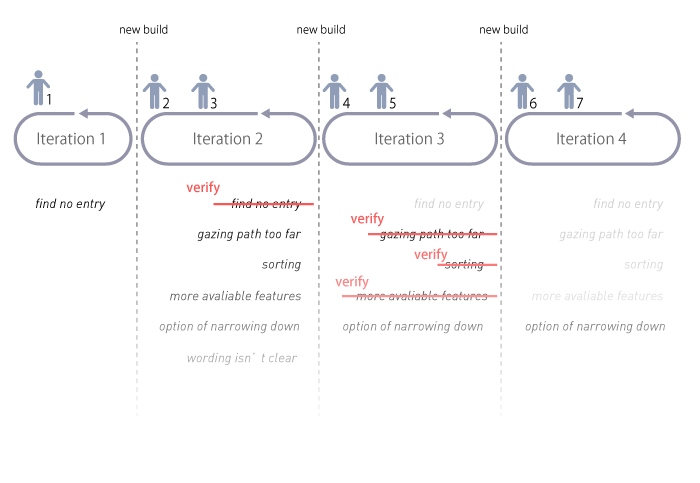 new build new build new build
1 2 3 4 5 6 7
Iteration 1 Iteration 2 Iteration 3 Iteration 4
verify
find no entry find no entry find no entry find no entry
verify
gazing path too far gazing path too far gazing path too far
verify
sorting sorting sorting
verify
more avaliable features more avaliable features more avaliable features
option of narrowing down option of narrowing down option of narrowing down
wording isn’t clear